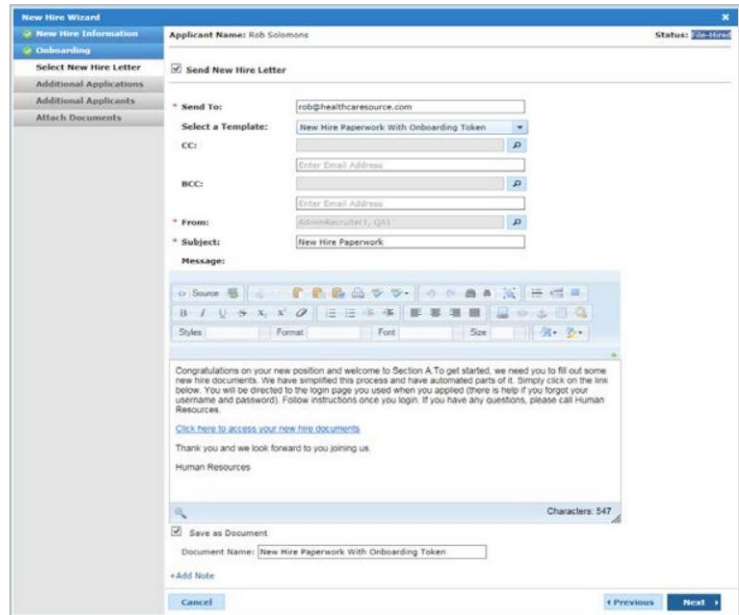 New Hire Wizard
New Hire Information
Onboarding
Select New Hire Letter
Additional Applications
Additional Applicants
Attach Documents
Applicant Name: Rob Solomons
Status: File-Hired
Send New Hire Letter
* Send To: rob@healthcaresource.com
Select a Template: New Hire Paperwork With Onboarding Token
CC:
Enter Email Address
BCC:
Enter Email Address
* From: AdminRecruiter1, QA1
* Subject: New Hire Paperwork
Message:
Source
B I U S X₂ X²
Styles Format Font Size
Congratulations on your new position and welcome to Section A.To get started, we need you to fill out some
new hire documents. We have simplified this process and have automated parts of it. Simply click on the link
below. You will be directed to the login page you used when you applied (there is help if you forgot your
username and password). Follow instructions once you login. If you have any questions, please call Human
Resources.
Click here to access your new hire documents
Thank you and we look forward to you joining us.
Human Resources
Characters: 547
Save as Document
Document Name: New Hire Paperwork With Onboarding Token
+Add Note
Cancel
Previous
Next